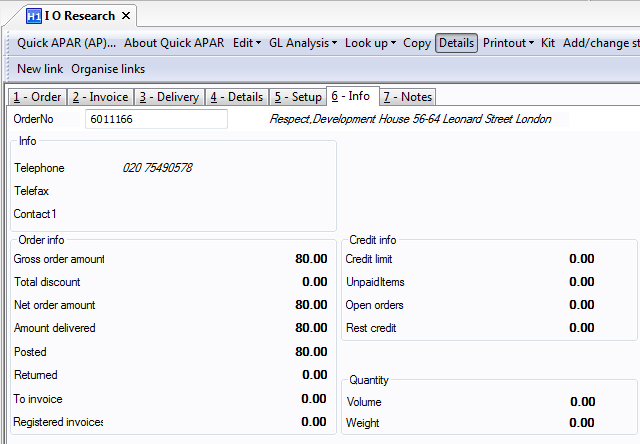 H1 I O Research ×
Quick APAR (AP)... About Quick APAR Edit GL Analysis Look up Copy Details Printout Kit Add/change st
New link Organise links
1 - Order 2 - Invoice 3 - Delivery 4 - Details 5 - Setup 6 - Info 7 - Notes
OrderNo 6011166 Respect,Development House 56-64 Leonard Street London
Info
Telephone 020 75490578
Telefax
Contact1
Order info Credit info
Gross order amount 80.00 Credit limit 0.00
Total discount 0.00 UnpaidItems 0.00
Net order amount 80.00 Open orders 0.00
Amount delivered 80.00 Rest credit 0.00
Posted 80.00
Returned 0.00 Quantity
To invoice 0.00 Volume 0.00
Registered invoices 0.00 Weight 0.00